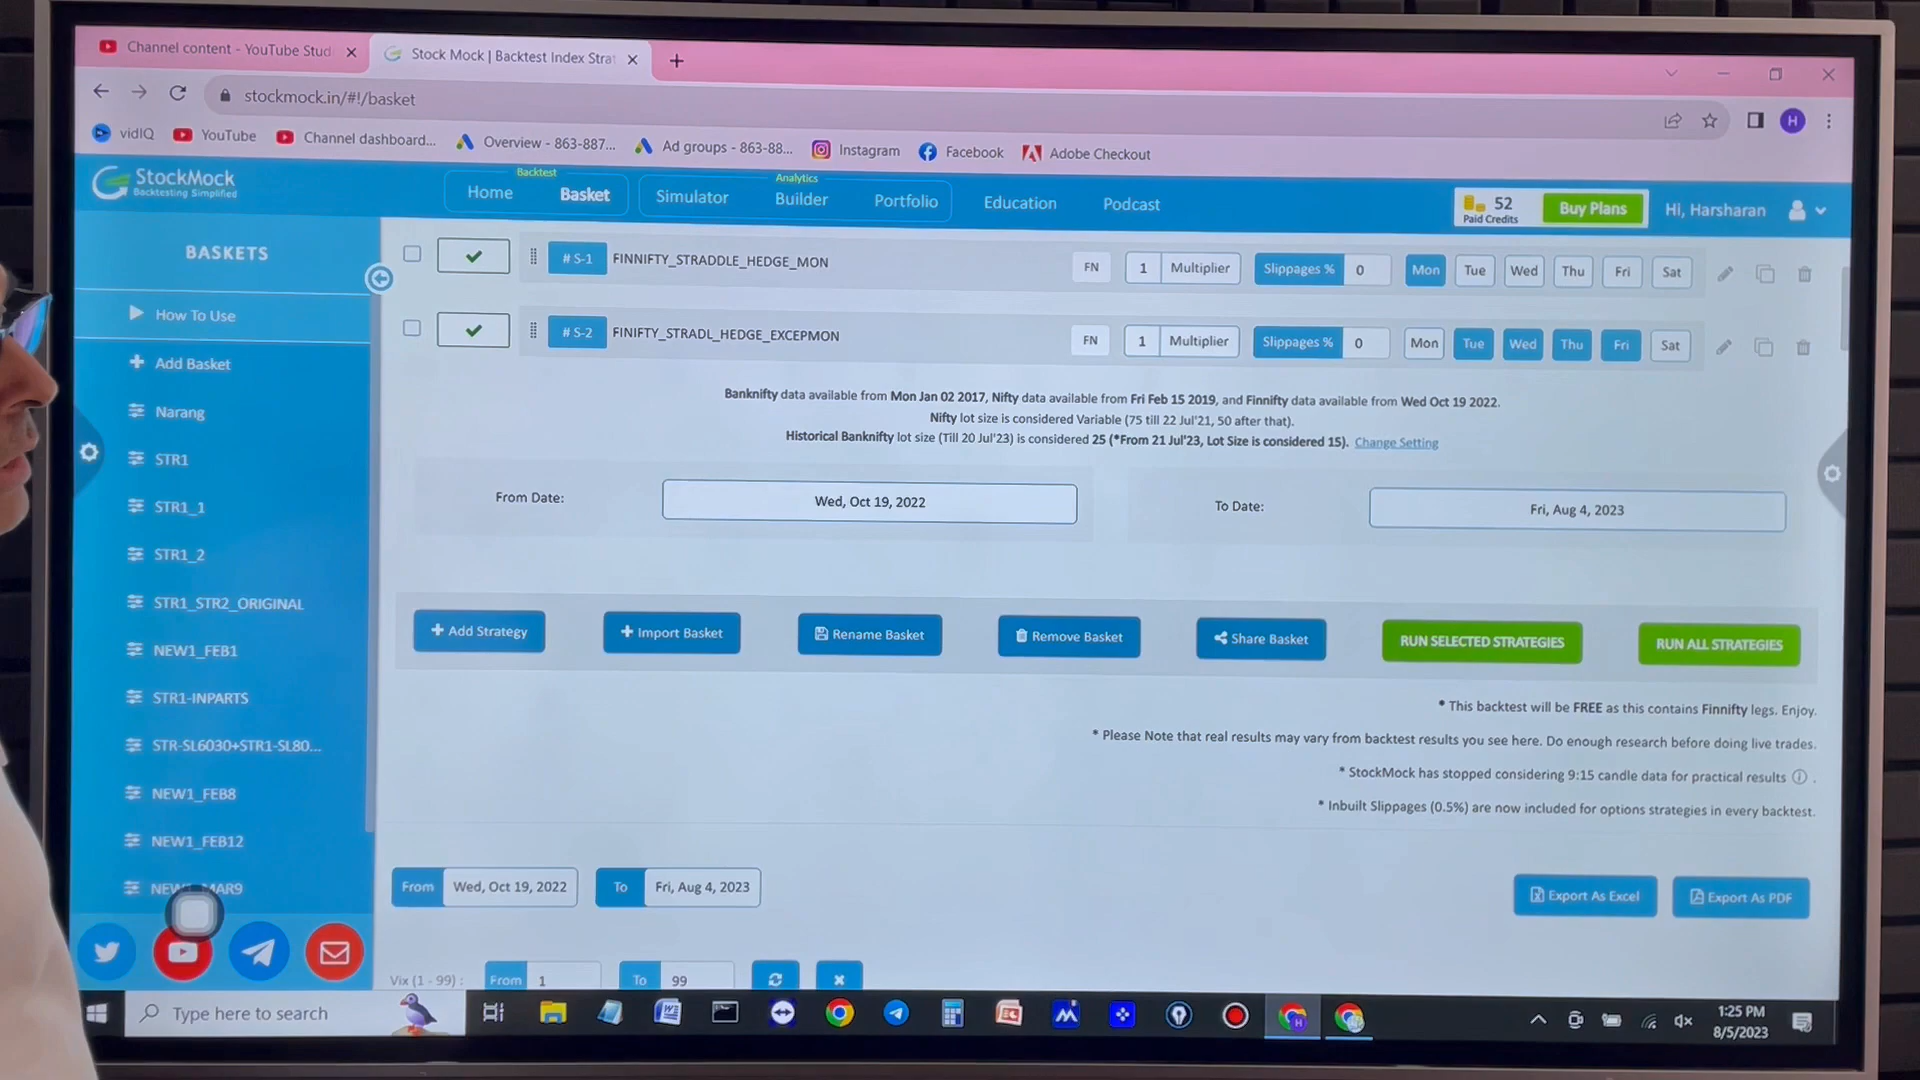 Channel content - YouTube Stud
Stock Mock | Backtest Index Stra
stockmock.in/#!/basket
H
vidIQ
YouTube
Channel dashboard...
Overview - 863-887...
Ad groups - 863-88...
Instagram
Facebook
Adobe Checkout
StockMock
Backtesting Simplified
Backtest
Home
Basket
Analytics
Simulator
Builder
Portfolio
Education
Podcast
52
Paid Credits
Buy Plans
Hi, Harsharan
BASKETS
How To Use
Add Basket
Narang
STR1
STR1_1
STR1_2
STR1_STR2_ORIGINAL
NEW1_FEB1
STR1-INPARTS
STR-SL6030+STR1-SL80...
NEW1_FEB8
NEW1_FEB12
# S-1 FINNIFTY_STRADDLE_HEDGE_MON FN 1 Multiplier Slippages % 0 Mon Tue Wed Thu Fri Sat
# S-2 FINIFTY_STRADL_HEDGE_EXCEPMON FN 1 Multiplier Slippages % 0 Mon Tue Wed Thu Fri Sat
Banknifty data available from Mon Jan 02 2017, Nifty data available from Fri Feb 15 2019, and Finnifty data available from Wed Oct 19 2022.
Nifty lot size is considered Variable (75 till 22 Jul'21, 50 after that).
Historical Banknifty lot size (Till 20 Jul'23) is considered 25 (*From 21 Jul'23, Lot Size is considered 15). Change Setting
From Date: Wed, Oct 19, 2022 To Date: Fri, Aug 4, 2023
+ Add Strategy
+ Import Basket
Rename Basket
Remove Basket
Share Basket
RUN SELECTED STRATEGIES
RUN ALL STRATEGIES
* This backtest will be FREE as this contains Finnifty legs. Enjoy.
* Please Note that real results may vary from backtest results you see here. Do enough research before doing live trades.
* StockMock has stopped considering 9:15 candle data for practical results .
* Inbuilt Slippages (0.5%) are now included for options strategies in every backtest.
From Wed, Oct 19, 2022 To Fri, Aug 4, 2023
Export As Excel
Export As PDF
Vix (1 - 99) : From 1 To 99
Type here to search
1:25 PM
8/5/2023